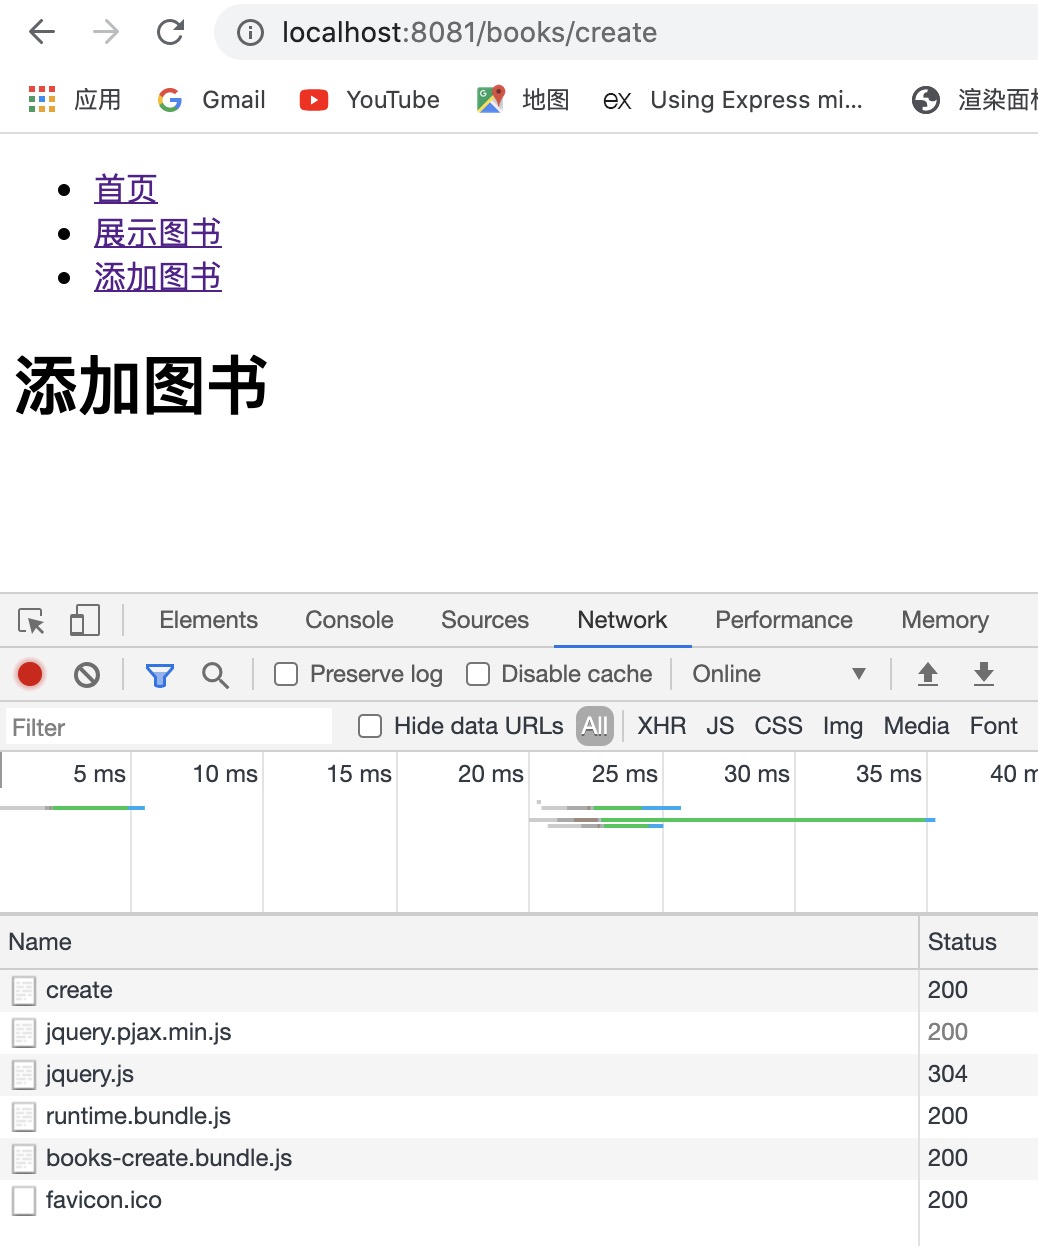 localhost:8081/books/create
应用 Gmail YouTube 地图 ex Using Express mi... 渲染面
首页
展示图书
添加图书
添加图书
Elements Console Sources Network Performance Memory
Preserve log Disable cache Online
Filter Hide data URLs All XHR JS CSS Img Media Font
5 ms 10 ms 15 ms 20 ms 25 ms 30 ms 35 ms 40 m
Name Status
create 200
jquery.pjax.min.js 200
jquery.js 304
runtime.bundle.js 200
books-create.bundle.js 200
favicon.ico 200